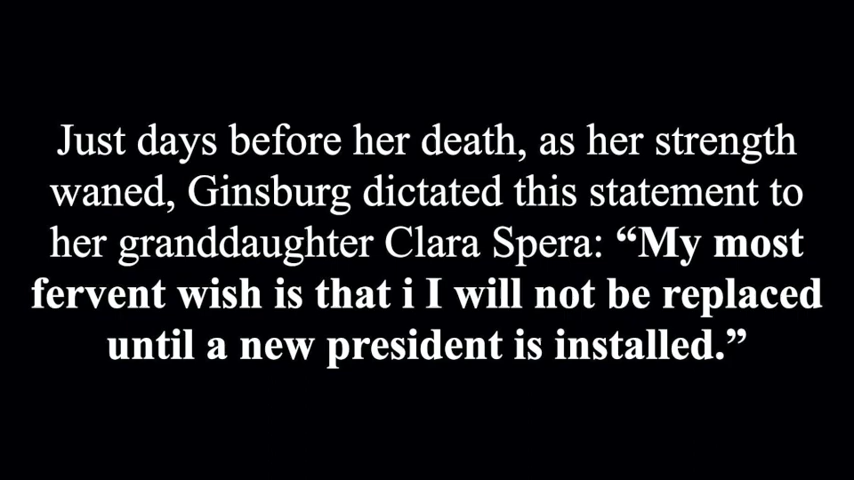 Just days before her death, as her strength
waned, Ginsburg dictated this statement to
her granddaughter Clara Spera: “My most
fervent wish is that i I will not be replaced
until a new president is installed.”